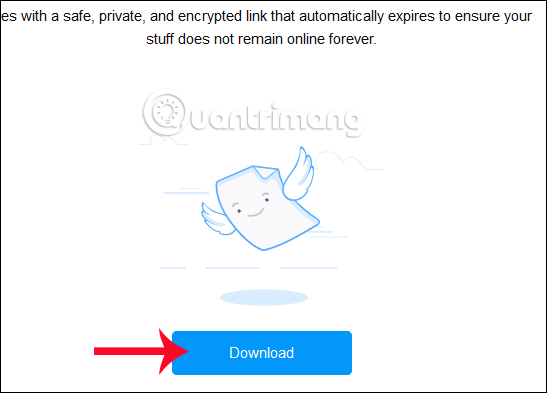 es with a safe, private, and encrypted link that automatically expires to ensure your
stuff does not remain online forever.
Quantrimang
Download